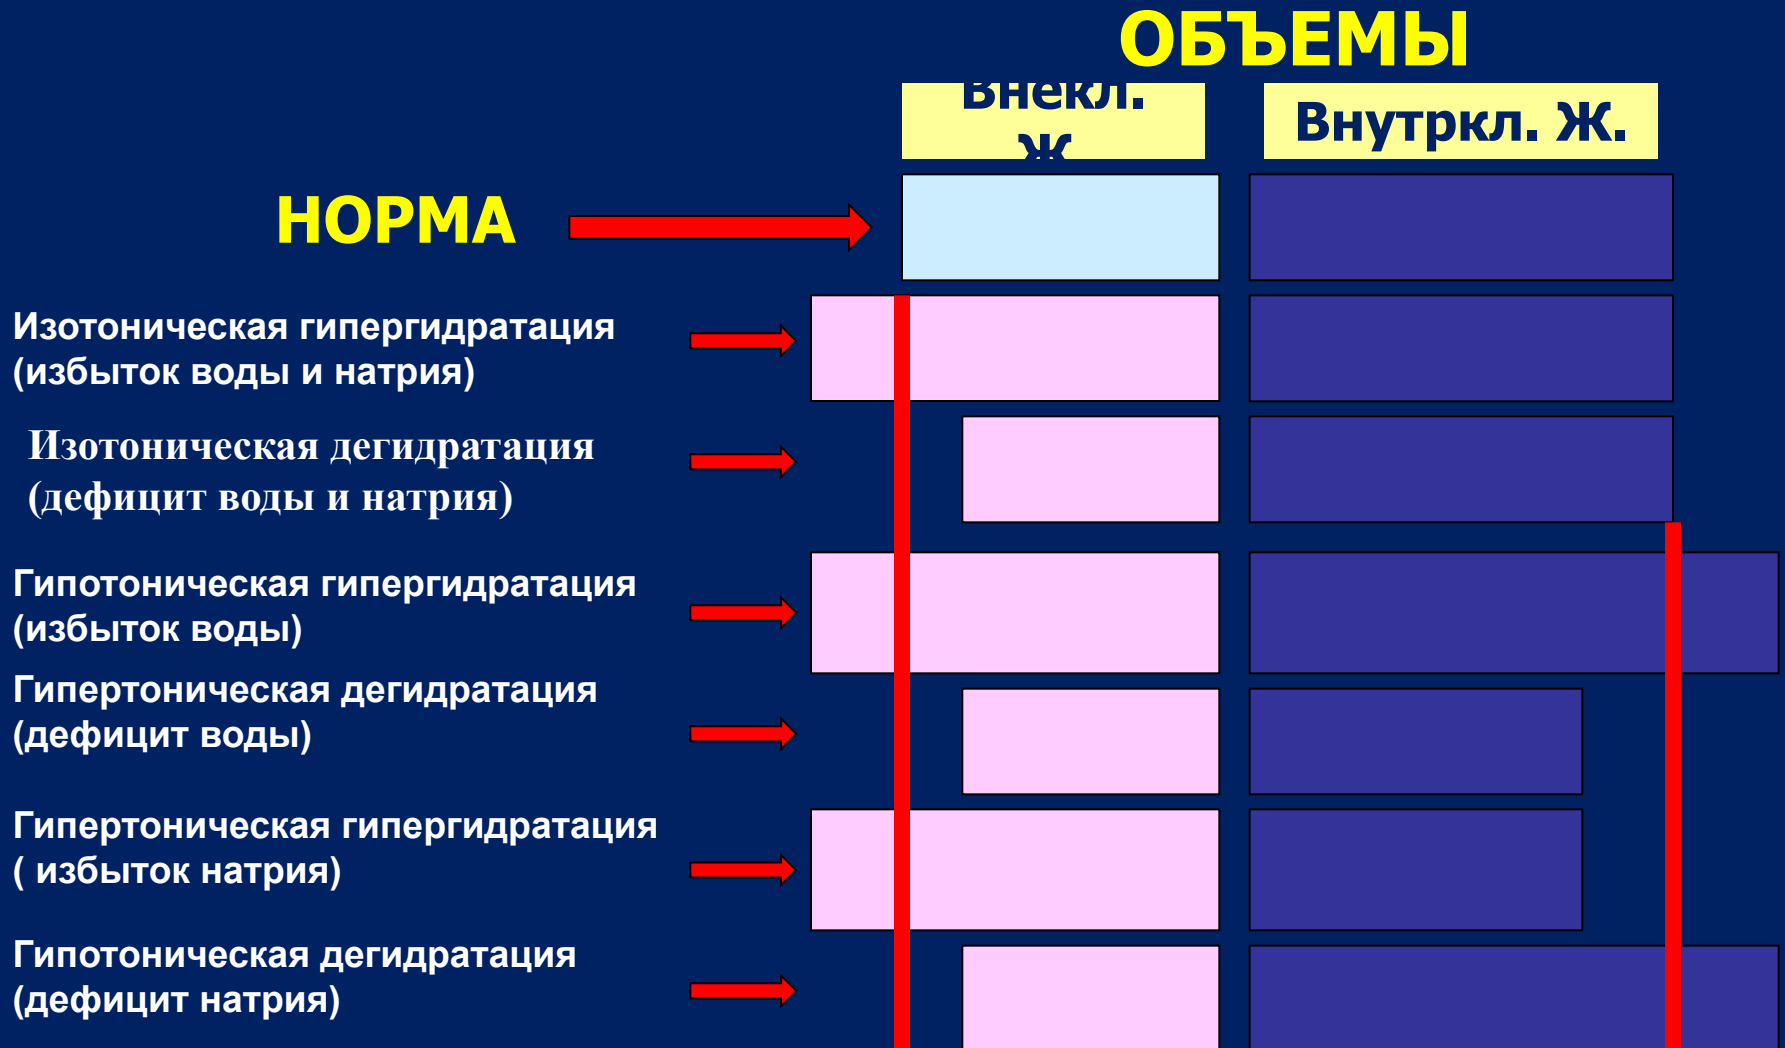 ОБЪЕМЫ
Внекл.
Ж.
Внутркл. Ж.
НОРМА
Изотоническая гипергидратация
(избыток воды и натрия)
Изотоническая дегидратация
(дефицит воды и натрия)
Гипотоническая гипергидратация
(избыток воды)
Гипертоническая дегидратация
(дефицит воды)
Гипертоническая гипергидратация
( избыток натрия)
Гипотоническая дегидратация
(дефицит натрия)